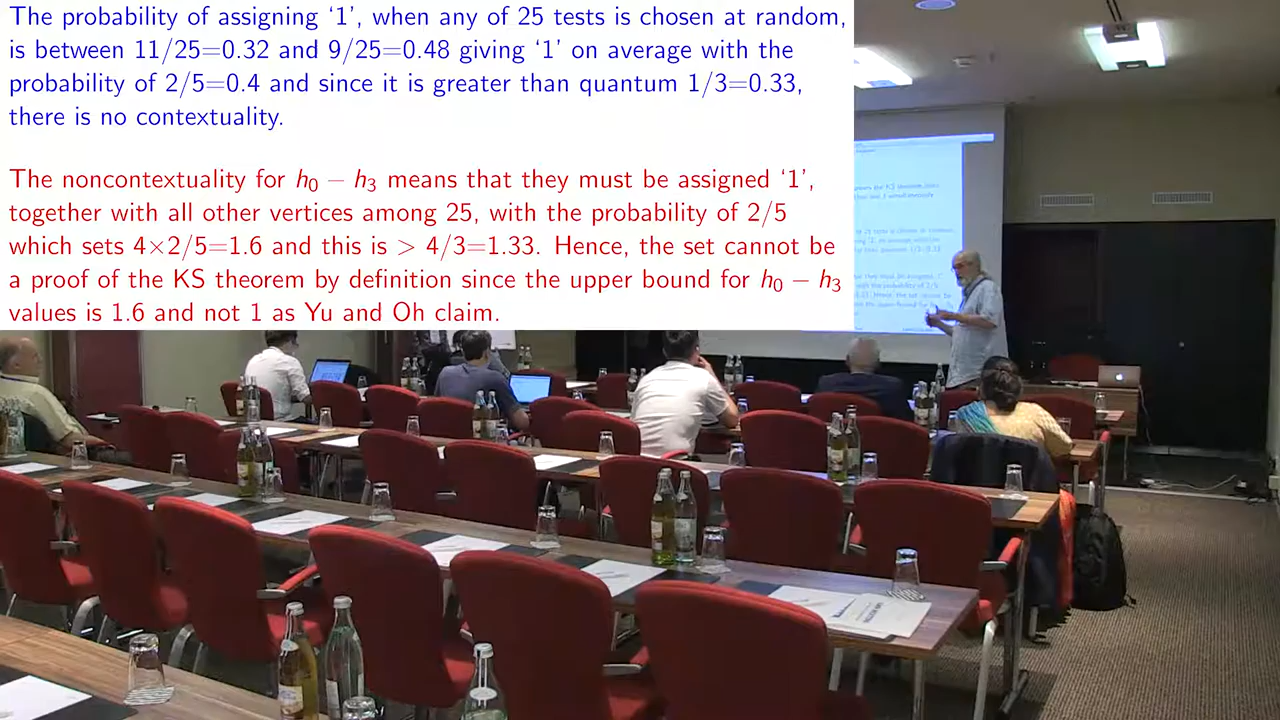 The probability of assigning ‘1’, when any of 25 tests is chosen at random,
is between 11/25=0.32 and 9/25=0.48 giving ‘1’ on average with the
probability of 2/5=0.4 and since it is greater than quantum 1/3=0.33,
there is no contextuality.
The noncontextuality for h₀ − h₃ means that they must be assigned ‘1’,
together with all other vertices among 25, with the probability of 2/5
which sets 4×2/5=1.6 and this is > 4/3=1.33. Hence, the set cannot be
a proof of the KS theorem by definition since the upper bound for h₀ − h₃
values is 1.6 and not 1 as Yu and Oh claim.